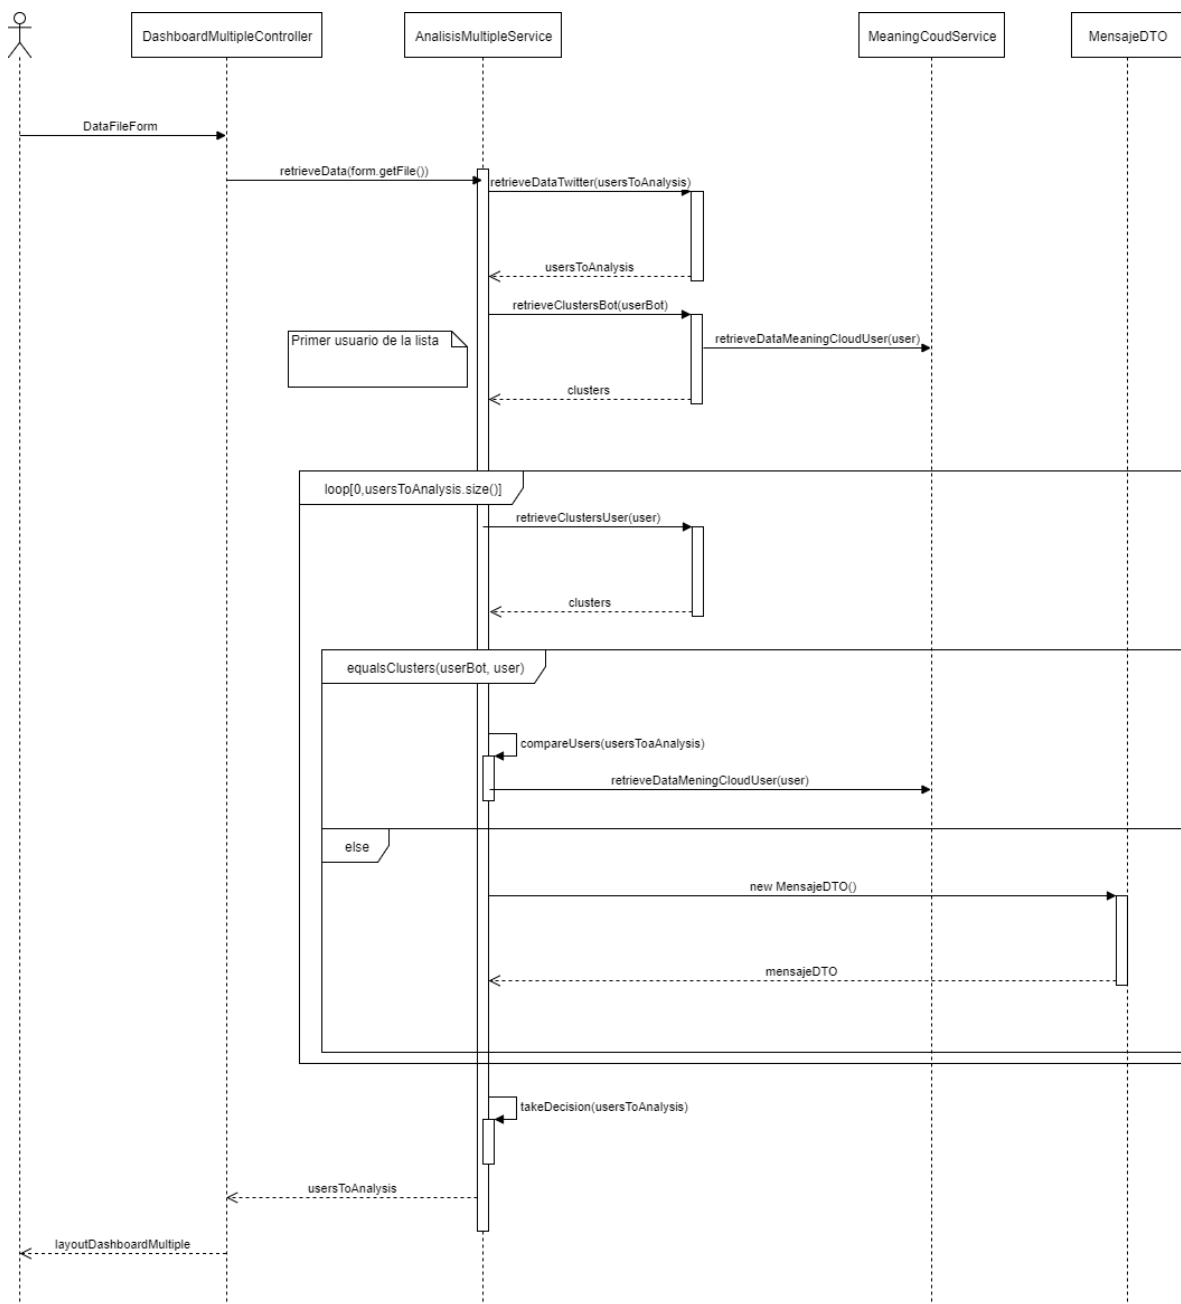 DashboardMultipleController
AnalisisMultipleService
MeaningCoudService
MensajeDTO
DataFileForm
retrieveData(form.getFile())
retrieveDataTwitter(usersToAnalysis)
usersToAnalysis
retrieveClustersBot(userBot)
Primer usuario de la lista
retrieveDataMeaningCloudUser(user)
clusters
loop[0,usersToAnalysis.size()]
retrieveClustersUser(user)
clusters
equalsClusters(userBot, user)
compareUsers(usersToaAnalysis)
retrieveDataMeningCloudUser(user)
else
new MensajeDTO()
mensajeDTO
takeDecision(usersToAnalysis)
usersToAnalysis
layoutDashboardMultiple